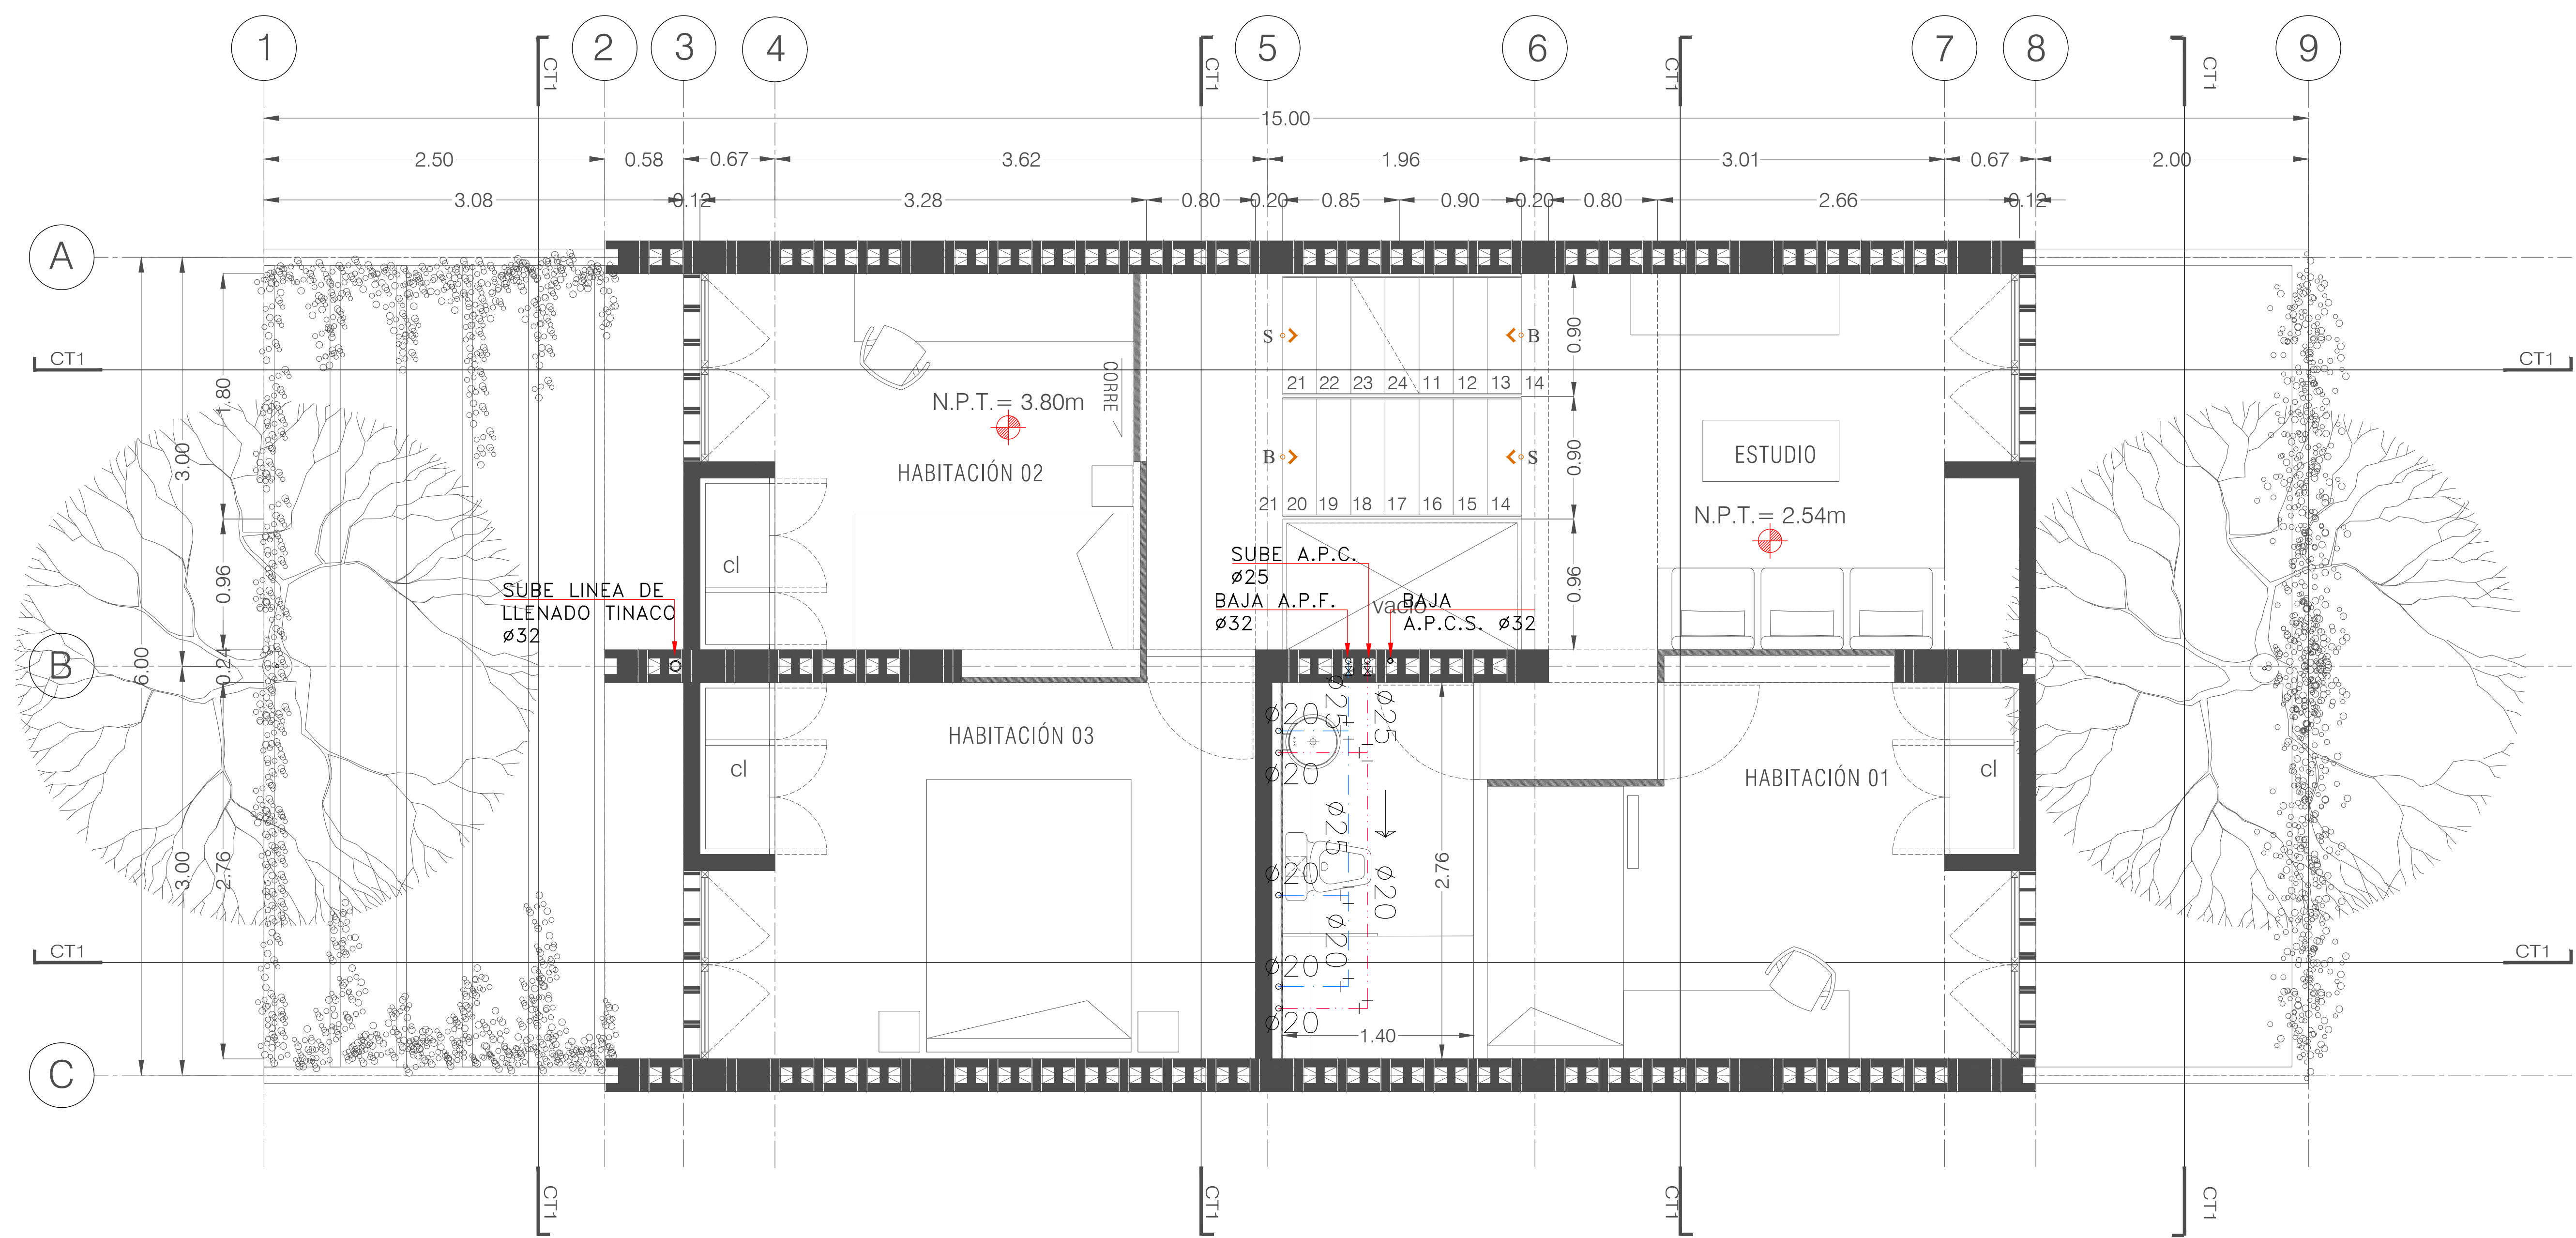 1 2 3 4 5 6 7 8 9
CT1 CT1 CT1 CT1
15.00
2.50 0.58 0.67 3.62 1.96 3.01 0.67 2.00
3.08 0.12 3.28 0.80 0.20 0.85 0.90 0.20 0.80 2.66 0.12
A
S B
0.90
CT1 CT1
1.80
21 22 23 24 11 12 13 14
CORRE
N.P.T.= 3.80m
3.00
HABITACIÓN 02
B S
0.90
ESTUDIO
21 20 19 18 17 16 15 14
N.P.T.= 2.54m
cl
0.96
0.96
SUBE A.P.C.
Ø25
SUBE LINEA DE
LLENADO TINACO
Ø32
BAJA A.P.F.
Ø32
vacío
BAJA
A.P.C.S. Ø32
B
6.00
0.24
Ø25
Ø25
Ø20
HABITACIÓN 03
cl
Ø20
HABITACIÓN 01
cl
Ø25
3.00
2.76
Ø20
Ø20
2.76
Ø20
CT1 CT1
Ø20
Ø20
1.40
C
CT1 CT1 CT1 CT1